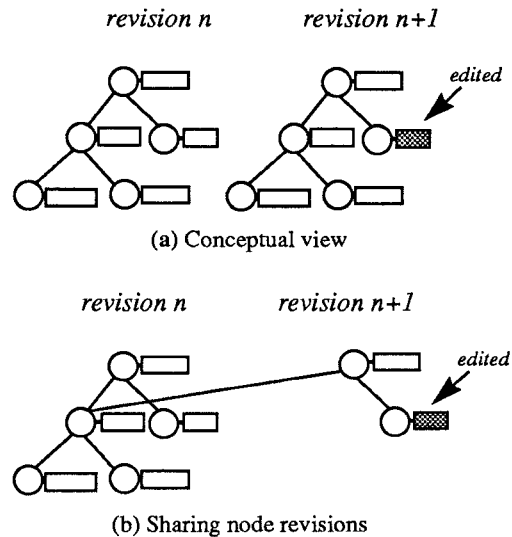 revision n revision n+1
edited
(a) Conceptual view
revision n revision n+1
edited
(b) Sharing node revisions